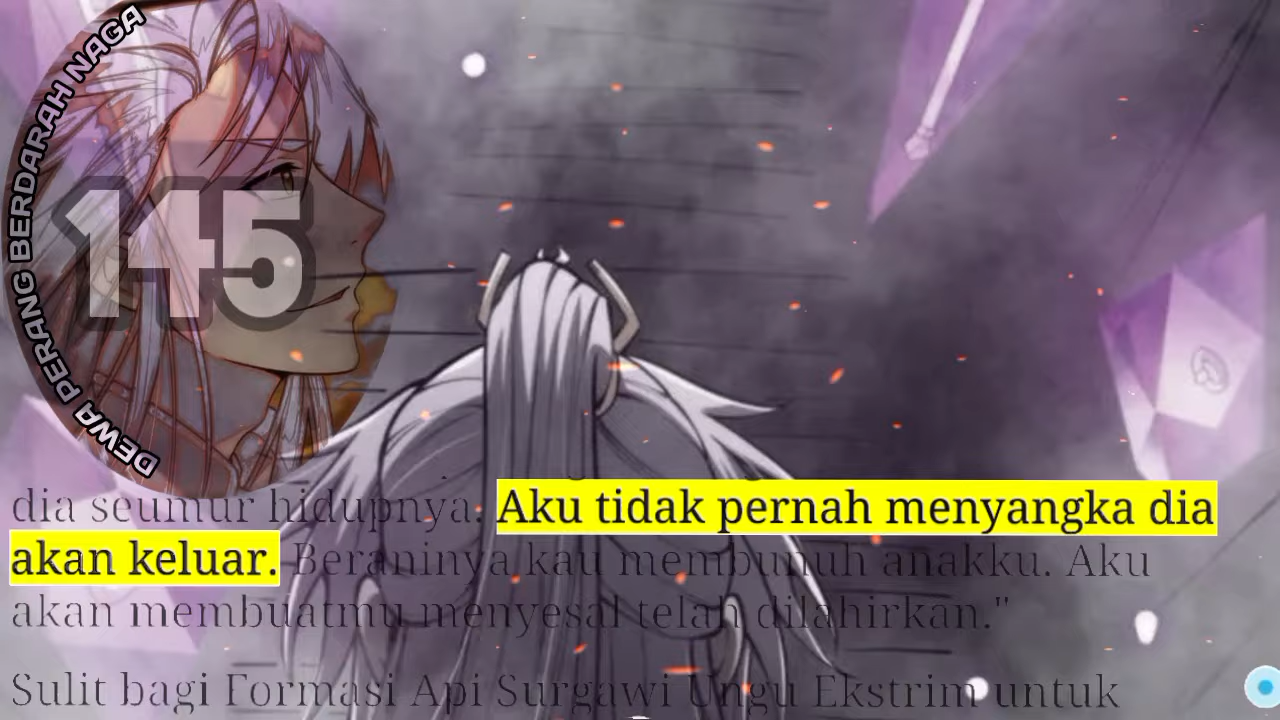 DEWA PERANG BERDARAH NAGA
145
dia seumur hidupnya. Aku tidak pernah menyangka dia
akan keluar. Beraninya kau membunuh anakku. Aku
akan membuatmu menyesal telah dilahirkan."
Sulit bagi Formasi Api Surgawi Ungu Ekstrim untuk